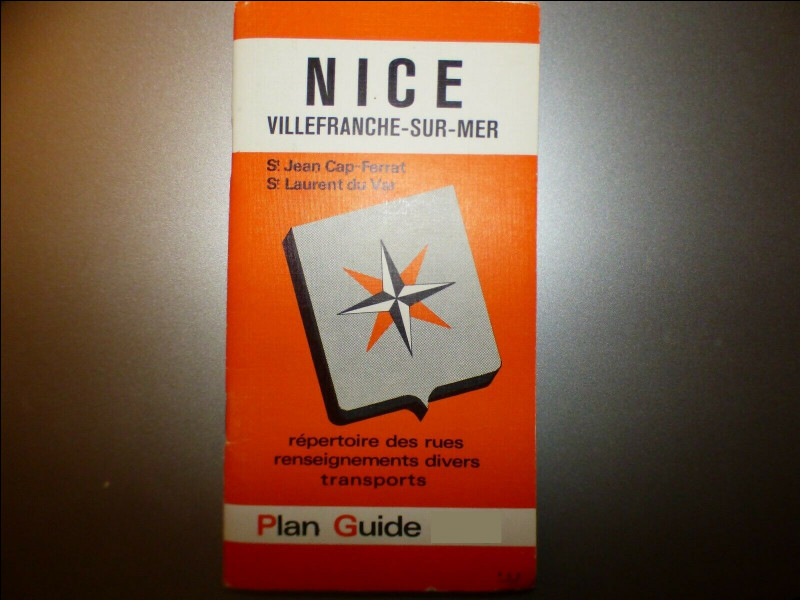 NICE
VILLEFRANCHE-SUR-MER
St Jean Cap-Ferrat
St Laurent du Var
répertoire des rues
renseignements divers
transports
Plan Guide